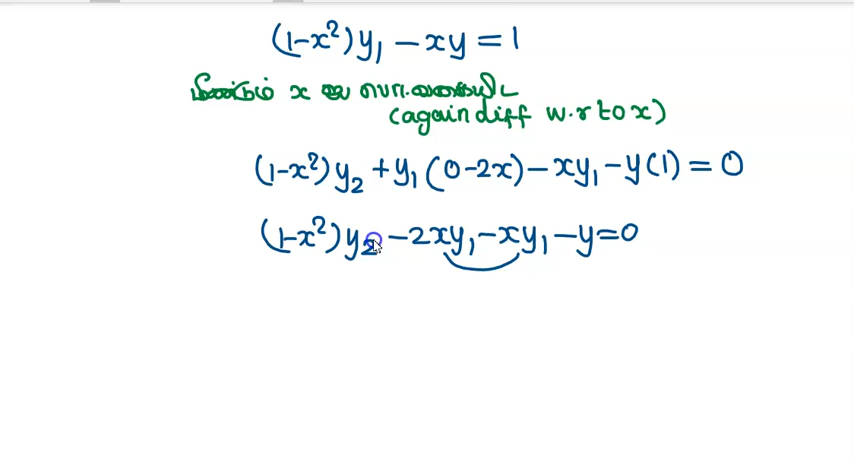 (1-x²)y₁ - xy = 1
x
(again diff w.r to x)
(1-x²)y₂ + y₁(0-2x) - xy₁ - y(1) = 0
(1-x²)y₂ - 2xy₁ - xy₁ - y = 0